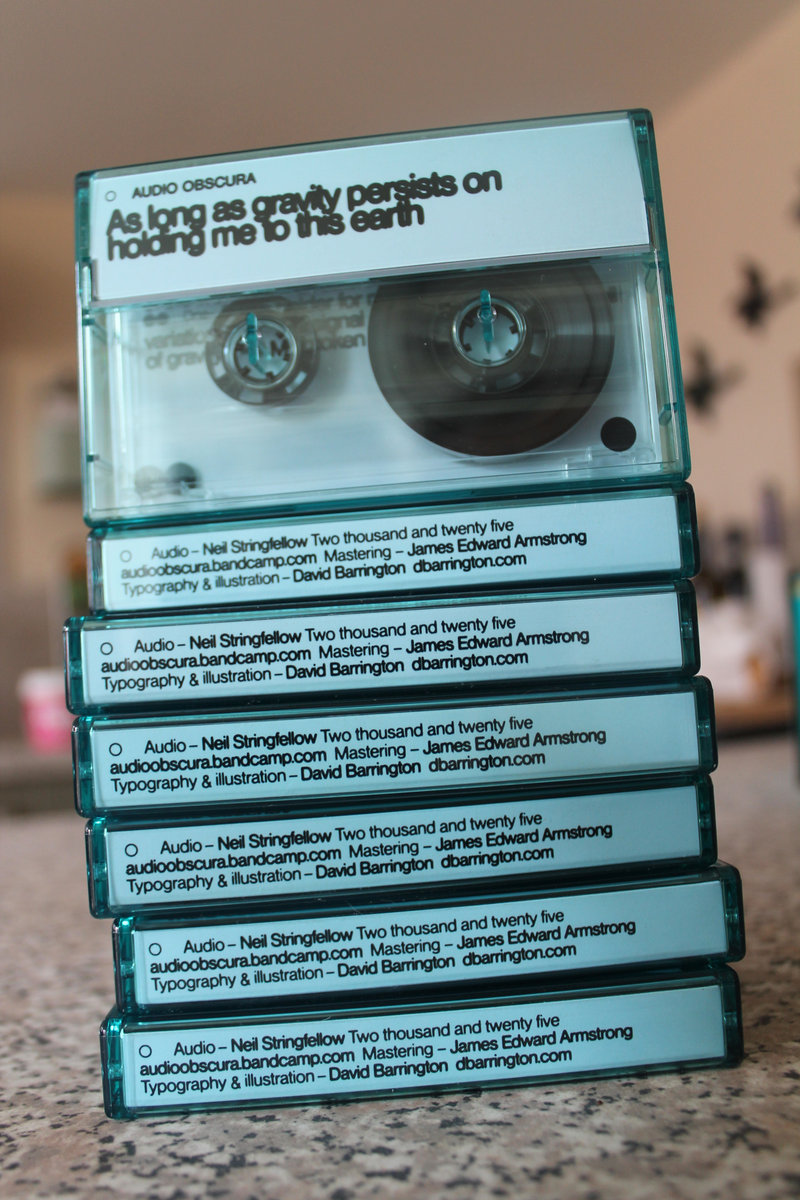 AUDIO OBSCURA
As long as gravity persists on
holding me to this earth
for
variation signal
of
Audio – Neil Stringfellow Two thousand and twenty five
audioobscura.bandcamp.com Mastering – James Edward Armstrong
Typography & illustration – David Barrington dbarrington.com
Audio – Neil Stringfellow Two thousand and twenty five
audioobscura.bandcamp.com Mastering – James Edward Armstrong
Typography & illustration – David Barrington dbarrington.com
Audio – Neil Stringfellow Two thousand and twenty five
audioobscura.bandcamp.com Mastering – James Edward Armstrong
Typography & illustration – David Barrington dbarrington.com
Audio – Neil Stringfellow Two thousand and twenty five
audioobscura.bandcamp.com Mastering – James Edward Armstrong
Typography & illustration – David Barrington dbarrington.com
Audio – Neil Stringfellow Two thousand and twenty five
audioobscura.bandcamp.com Mastering – James Edward Armstrong
Typography & illustration – David Barrington dbarrington.com
Audio – Neil Stringfellow Two thousand and twenty five
audioobscura.bandcamp.com Mastering – James Edward Armstrong
Typography & illustration – David Barrington dbarrington.com